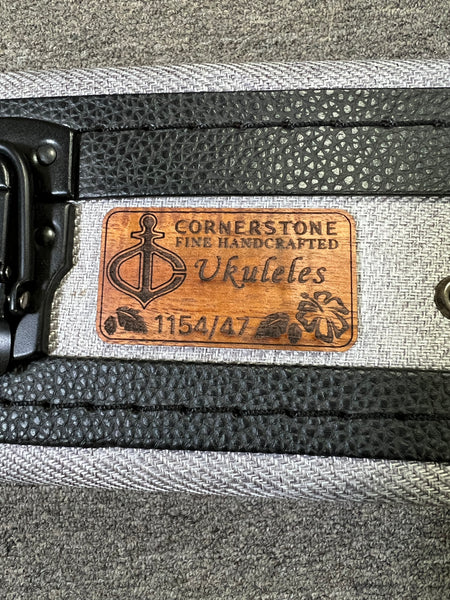 CORNERSTONE
FINE HANDCRAFTED
Ukuleles
1154/47